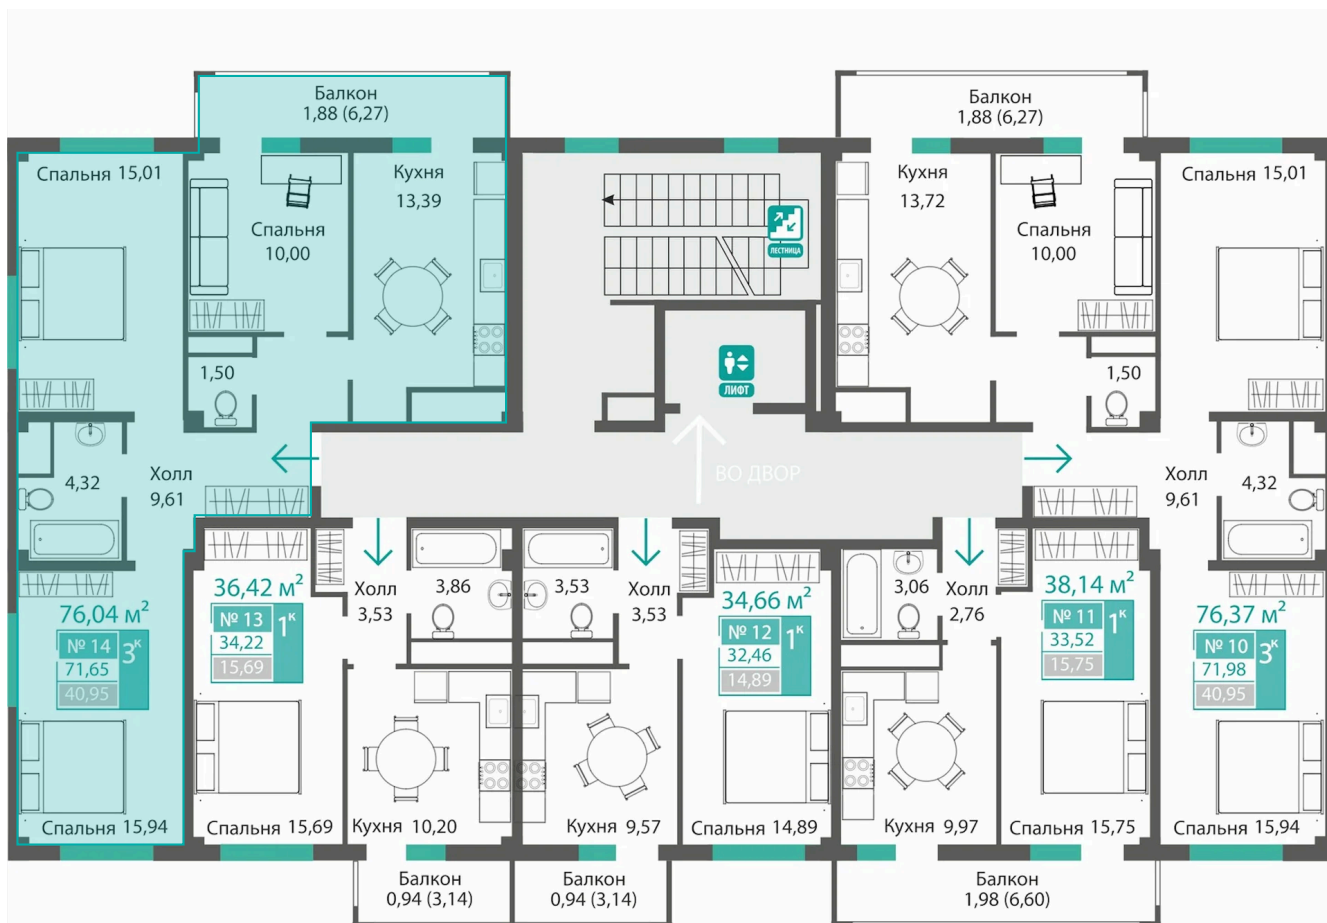 Балкон
1,88 (6,27)
Балкон
1,88 (6,27)
Спальня 15,01
Кухня
13,39
Спальня
10,00
ЛЕСТНИЦА
Кухня
13,72
Спальня
10,00
Спальня 15,01
1,50
ЛИФТ
1,50
Холл
9,61
4,32
ВО ДВОР
Холл
9,61
4,32
76,04 м²
№ 14
71,65
40,95
3к
36,42 м²
№ 13
34,22
15,69
1к
Холл
3,53
3,86
3,53
Холл
3,53
34,66 м²
№ 12
32,46
14,89
1к
3,06
Холл
2,76
38,14 м²
№ 11
33,52
15,75
1к
76,37 м²
№ 10
71,98
40,95
3к
Спальня 15,94
Спальня 15,69
Кухня 10,20
Кухня 9,57
Спальня 14,89
Кухня 9,97
Спальня 15,75
Спальня 15,94
Балкон
0,94 (3,14)
Балкон
0,94 (3,14)
Балкон
1,98 (6,60)